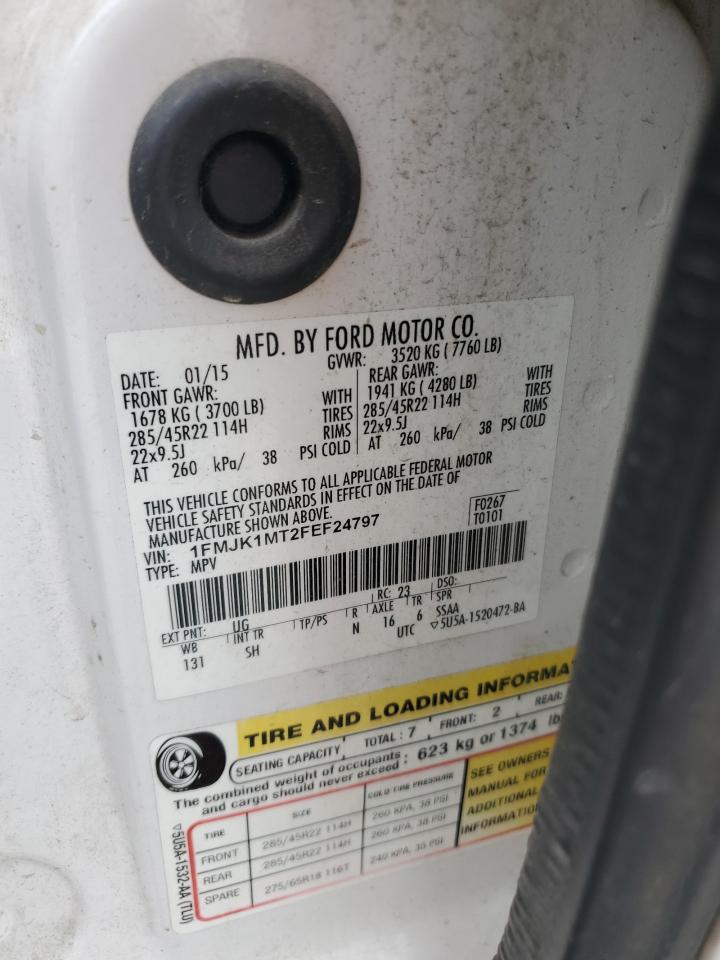 MFD. BY FORD MOTOR CO.
DATE: 01/15 GVWR: 3520 KG ( 7760 LB)
FRONT GAWR: REAR GAWR:
1678 KG ( 3700 LB) WITH 1941 KG ( 4280 LB) WITH
285/45R22 114H TIRES 285/45R22 114H TIRES
22x9.5J RIMS 22x9.5J RIMS
AT 260 kPa/ 38 PSI COLD AT 260 kPa/ 38 PSI COLD
THIS VEHICLE CONFORMS TO ALL APPLICABLE FEDERAL MOTOR
VEHICLE SAFETY STANDARDS IN EFFECT ON THE DATE OF
MANUFACTURE SHOWN ABOVE.
VIN: 1FMJK1MT2FEF24797 F0267
TYPE: MPV T0101
EXT PNT: UG RC: 23 DSO:
WB INT TR TP/PS R AXLE TR SPR
131 SH N 16 6 SSAA
UTC ▽5U5A-1520472-BA
TIRE AND LOADING INFORMA
SEATING CAPACITY TOTAL: 7 FRONT: 2 REAR:
The combined weight of occupants
and cargo should never exceed: 623 kg or 1374 lb
TIRE SIZE COLD TIRE PRESSURE
FRONT 285/45R22 114H 260 KPA, 38 PSI
REAR 285/45R22 114H 260 KPA, 38 PSI
SPARE 275/65R18 116T 240 KPA, 35 PSI
SEE OWNERS
MANUAL FOR
ADDITIONAL
INFORMATION
▽5U5A-1532-AA (TLU)